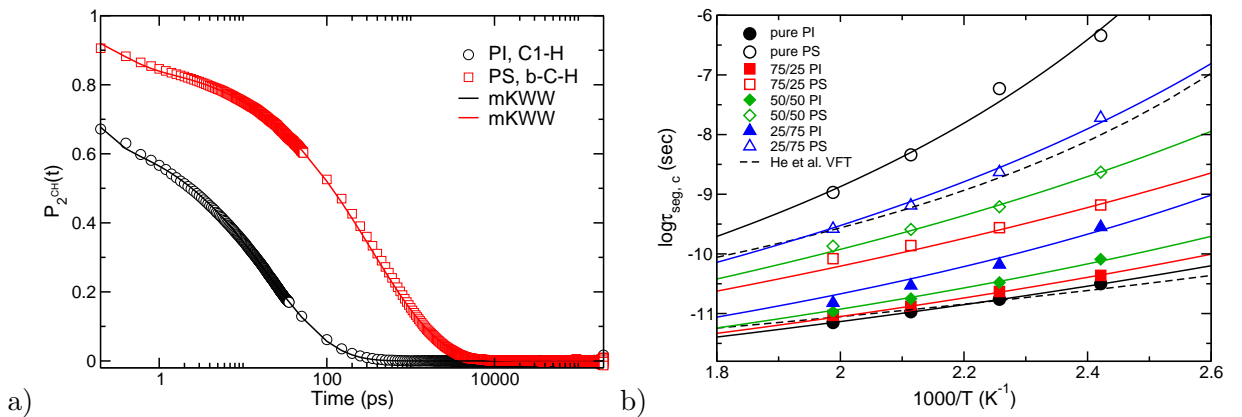 1
0.8
0.6
0.4
0.2
0
P₂ᶜᴴ(t)
PI, C1-H
PS, b-C-H
mKWW
mKWW
1
100
10000
Time (ps)
a)
-6
-7
-8
-9
-10
-11
logτseg, c (sec)
pure PI
pure PS
75/25 PI
75/25 PS
50/50 PI
50/50 PS
25/75 PI
25/75 PS
He et al. VFT
1.8
2
2.2
2.4
2.6
1000/T (K⁻¹)
b)